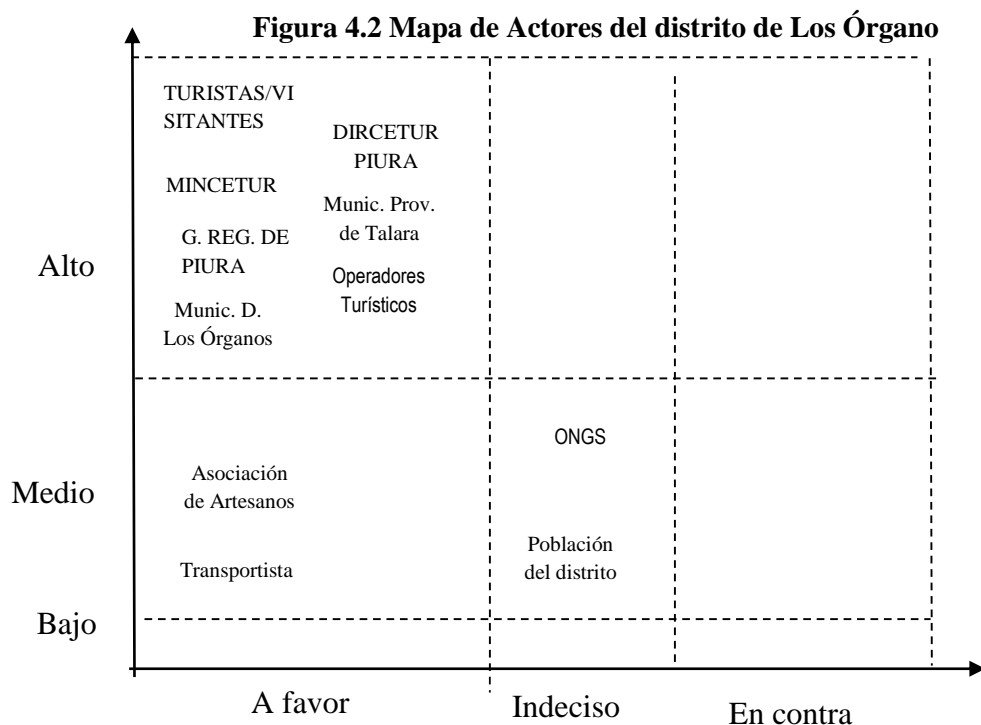 Figura 4.2 Mapa de Actores del distrito de Los Órgano
TURISTAS/VI
SITANTES
DIRCETUR
PIURA
MINCETUR
Munic. Prov.
de Talara
G. REG. DE
PIURA
Operadores
Turísticos
Munic. D.
Los Órganos
Alto
ONGS
Asociación
de Artesanos
Medio
Población
del distrito
Transportista
Bajo
A favor
Indeciso
En contra